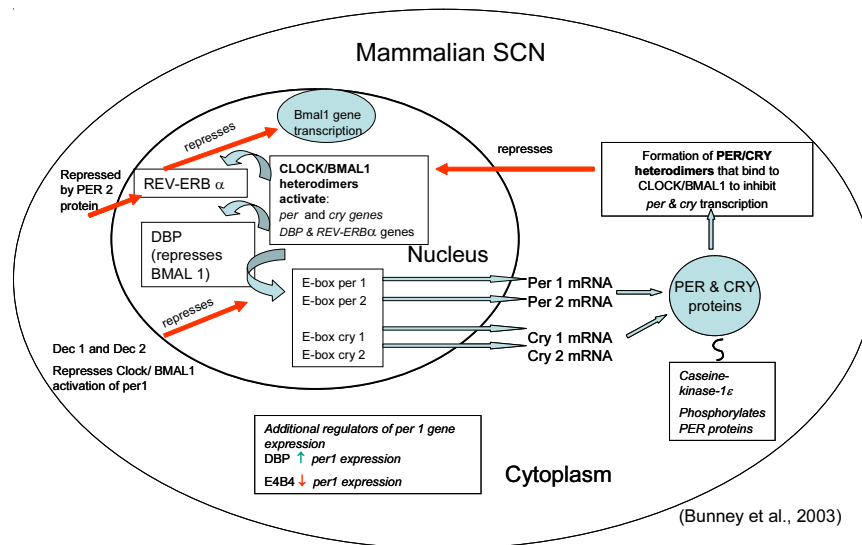 Mammalian SCN
Bmal1 gene
transcription
represses
Repressed
by PER 2
protein
REV-ERB α
CLOCK/BMAL1
heterodimers
activate:
per and cry genes
DBP & REV-ERBα genes
represses
Formation of PER/CRY
heterodimers that bind to
CLOCK/BMAL1 to inhibit
per & cry transcription
DBP
(represses
BMAL 1)
Nucleus
E-box per 1
E-box per 2
E-box cry 1
E-box cry 2
Per 1 mRNA
Per 2 mRNA
Cry 1 mRNA
Cry 2 mRNA
PER & CRY
proteins
represses
Dec 1 and Dec 2
Represses Clock/ BMAL1
activation of per1
Caseine-
kinase-1ε
Phosphorylates
PER proteins
Additional regulators of per 1 gene
expression
DBP ↑ per1 expression
E4B4 ↓ per1 expression
Cytoplasm
(Bunney et al., 2003)